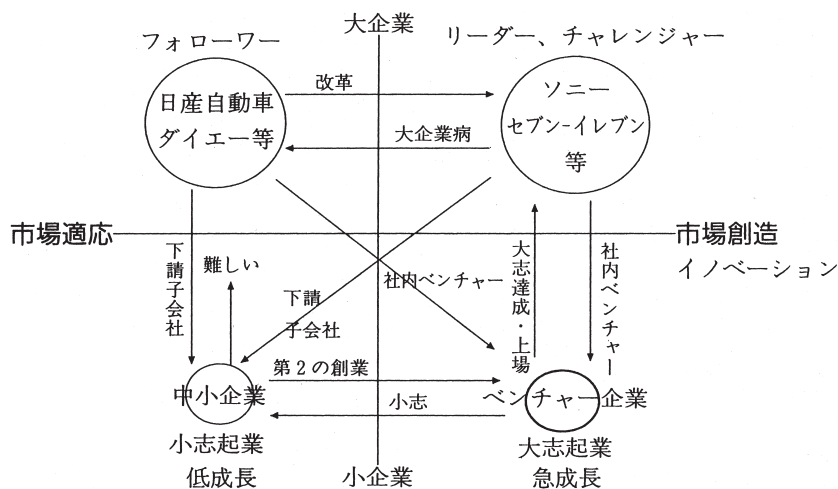 大企業
フォローワー
リーダー、チャレンジャー
日産自動車
ダイエー等
改革
大企業病
ソニー
セブン-イレブン
等
市場適応
市場創造
イノベーション
下請子会社
難しい
下請
子会社
社内ベンチャー
大志達成・上場
社内ベンチャー
第2の創業
小志
中小企業
小志起業
低成長
ベンチャー企業
大志起業
急成長
小企業